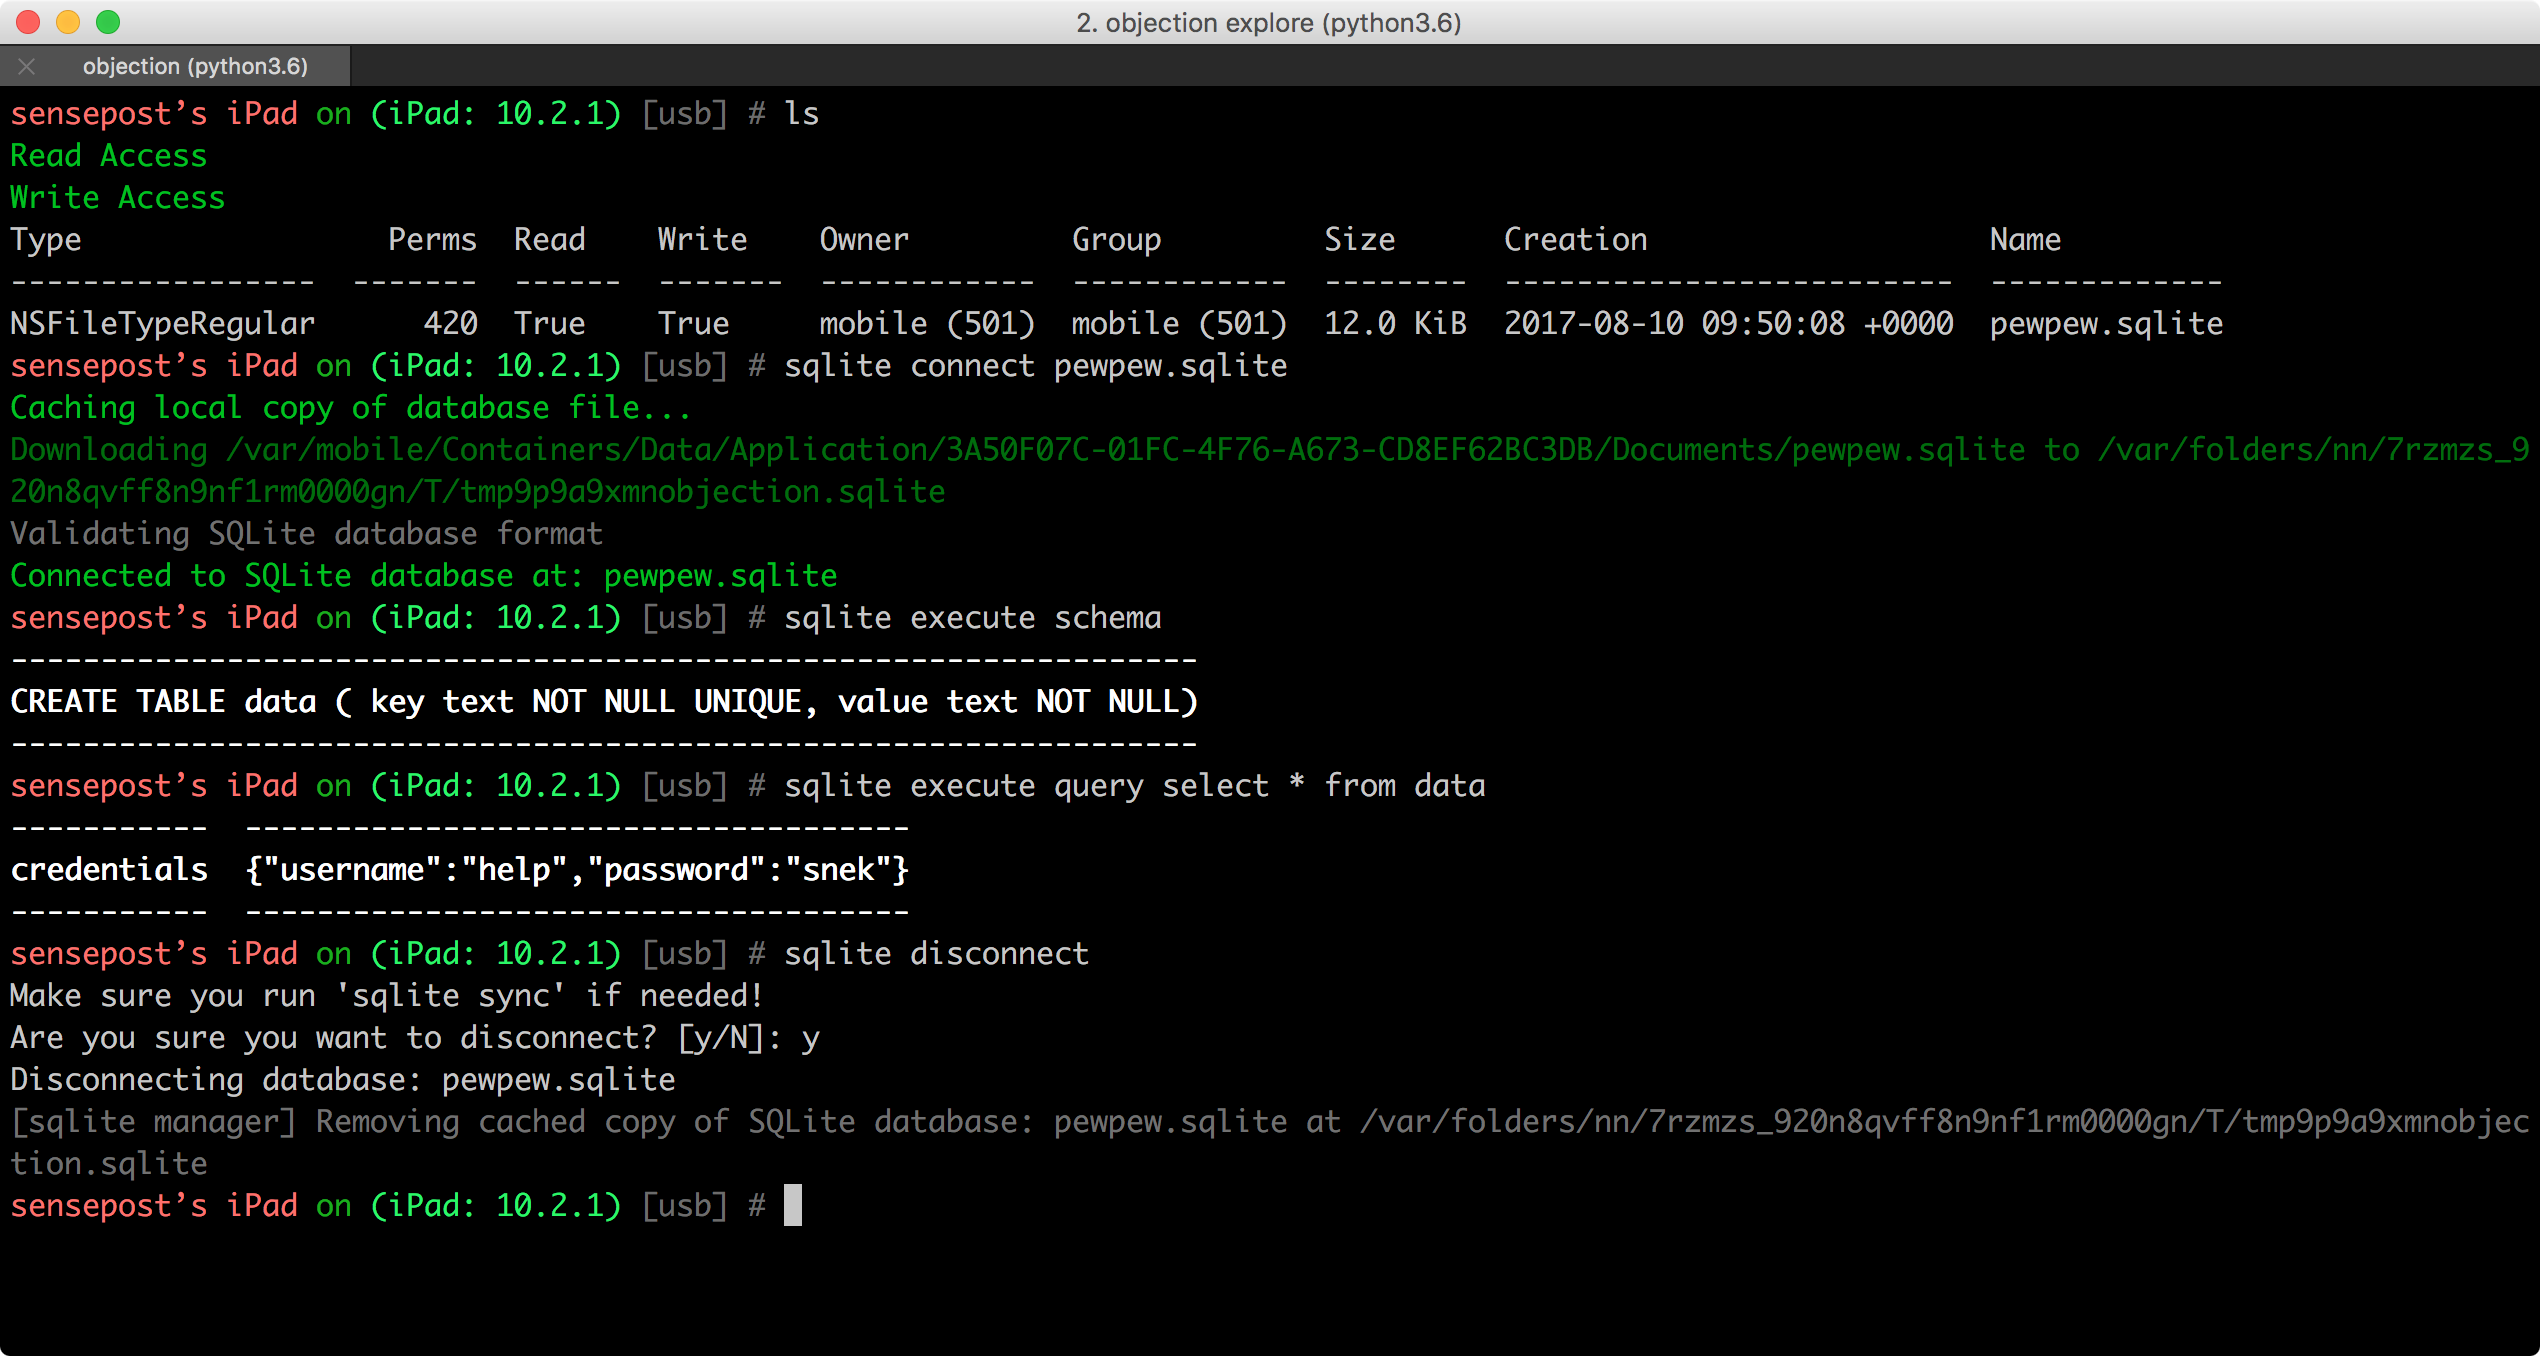 2. objection explore (python3.6)
objection (python3.6)
sensepost’s iPad on (iPad: 10.2.1) [usb] # ls
Read Access
Write Access
Type                 Perms  Read    Write    Owner         Group         Size      Creation                   Name
-----------------  -------  ------  -------  ------------  ------------  --------  -------------------------  -------------
NSFileTypeRegular      420  True    True     mobile (501)  mobile (501)  12.0 KiB  2017-08-10 09:50:08 +0000  pewpew.sqlite
sensepost’s iPad on (iPad: 10.2.1) [usb] # sqlite connect pewpew.sqlite
Caching local copy of database file...
Downloading /var/mobile/Containers/Data/Application/3A50F07C-01FC-4F76-A673-CD8EF62BC3DB/Documents/pewpew.sqlite to /var/folders/nn/7rzmzs_9
20n8qvff8n9nf1rm0000gn/T/tmp9p9a9xmnobjection.sqlite
Validating SQLite database format
Connected to SQLite database at: pewpew.sqlite
sensepost’s iPad on (iPad: 10.2.1) [usb] # sqlite execute schema
------------------------------------------------------------------
CREATE TABLE data ( key text NOT NULL UNIQUE, value text NOT NULL)
------------------------------------------------------------------
sensepost’s iPad on (iPad: 10.2.1) [usb] # sqlite execute query select * from data
-----------  -------------------------------------
credentials  {"username":"help","password":"snek"}
-----------  -------------------------------------
sensepost’s iPad on (iPad: 10.2.1) [usb] # sqlite disconnect
Make sure you run 'sqlite sync' if needed!
Are you sure you want to disconnect? [y/N]: y
Disconnecting database: pewpew.sqlite
[sqlite manager] Removing cached copy of SQLite database: pewpew.sqlite at /var/folders/nn/7rzmzs_920n8qvff8n9nf1rm0000gn/T/tmp9p9a9xmnobjec
tion.sqlite
sensepost’s iPad on (iPad: 10.2.1) [usb] #